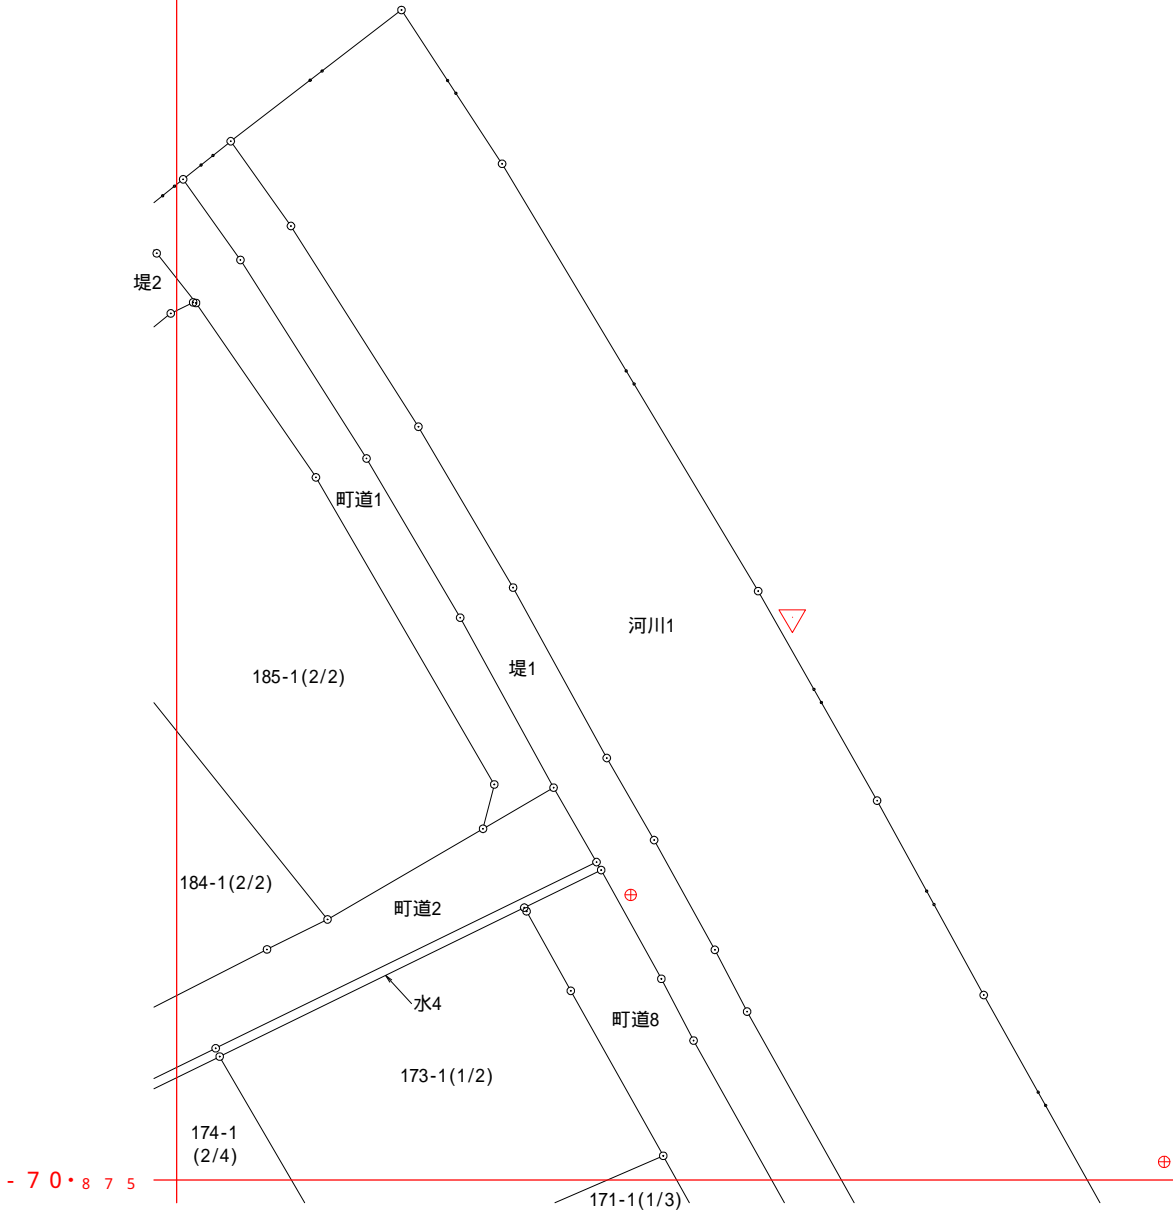 堤2
町道1
河川1
堤1
185-1(2/2)
184-1(2/2)
町道2
水4
町道8
173-1(1/2)
174-1
(2/4)
-70.875
171-1(1/3)